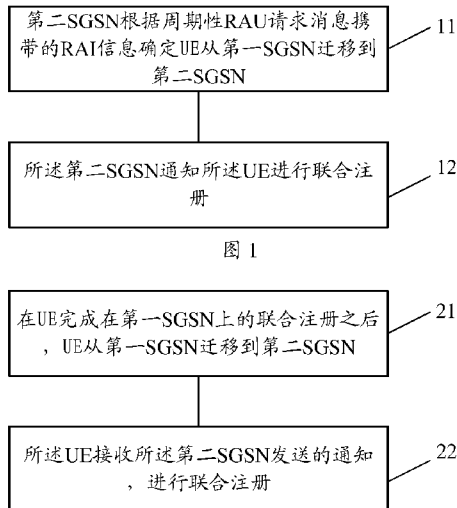 第二SGSN根据周期性RAU请求消息携
带的RAI信息确定UE从第一SGSN迁移到
第二SGSN
11
所述第二SGSN通知所述UE进行联合注
册
12
图 1
在UE完成在第一SGSN上的联合注册之后
，UE从第一SGSN迁移到第二SGSN
21
所述UE接收所述第二SGSN发送的通知
，进行联合注册
22